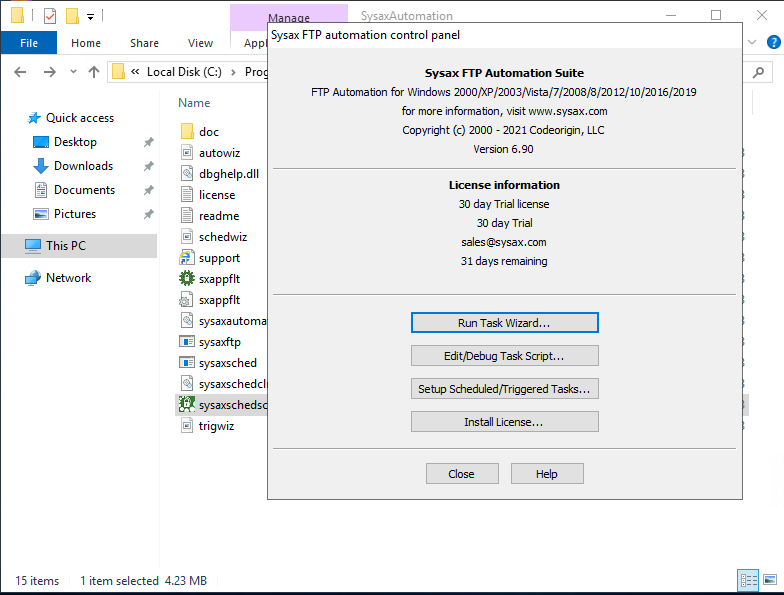 Manage
SysaxAutomation
File
Home
Share
View
Appl
« Local Disk (C:) > Prog
Quick access
Desktop
Downloads
Documents
Pictures
This PC
Network
Name
doc
autowiz
dbghelp.dll
license
readme
schedwiz
support
sxappflt
sxappflt
sysaxautoma
sysaxftp
sysaxsched
sysaxschedcli
sysaxschedsc
trigwiz
Sysax FTP automation control panel
Sysax FTP Automation Suite
FTP Automation for Windows 2000/XP/2003/Vista/7/2008/8/2012/10/2016/2019
for more information, visit www.sysax.com
Copyright (c) 2000 - 2021 Codeorigin, LLC
Version 6.90
License information
30 day Trial license
30 day Trial
sales@sysax.com
31 days remaining
Run Task Wizard...
Edit/Debug Task Script...
Setup Scheduled/Triggered Tasks...
Install License...
Close
Help
15 items
1 item selected 4.23 MB